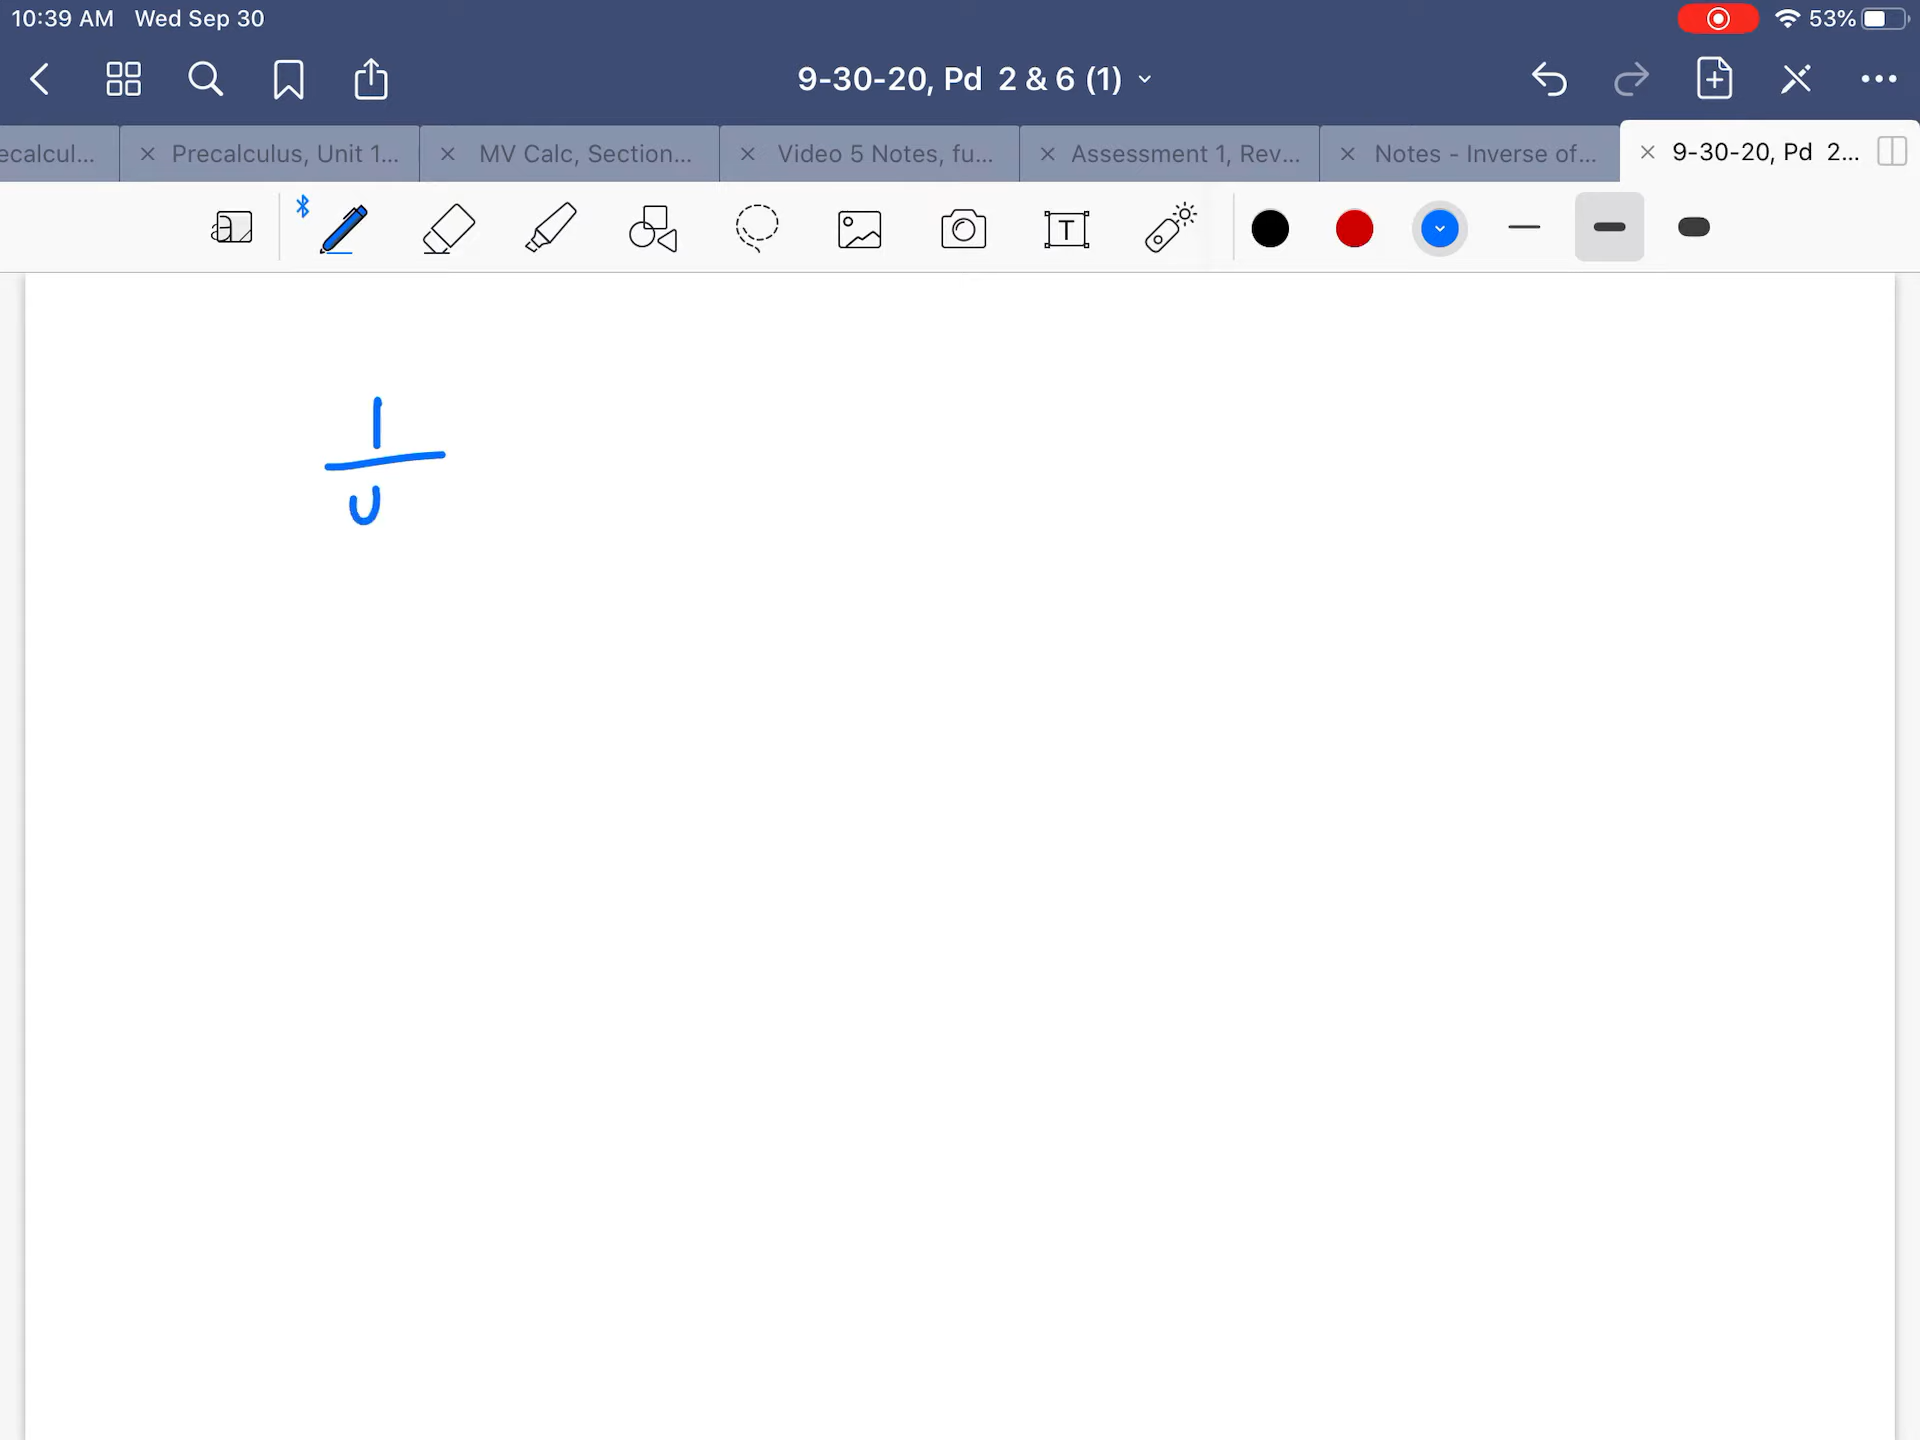 10:39 AM Wed Sep 30
53%
9-30-20, Pd 2 & 6 (1)
ecalcul...
Precalculus, Unit 1...
MV Calc, Section...
Video 5 Notes, fu...
Assessment 1, Rev...
Notes - Inverse of...
9-30-20, Pd 2...
T
1
U